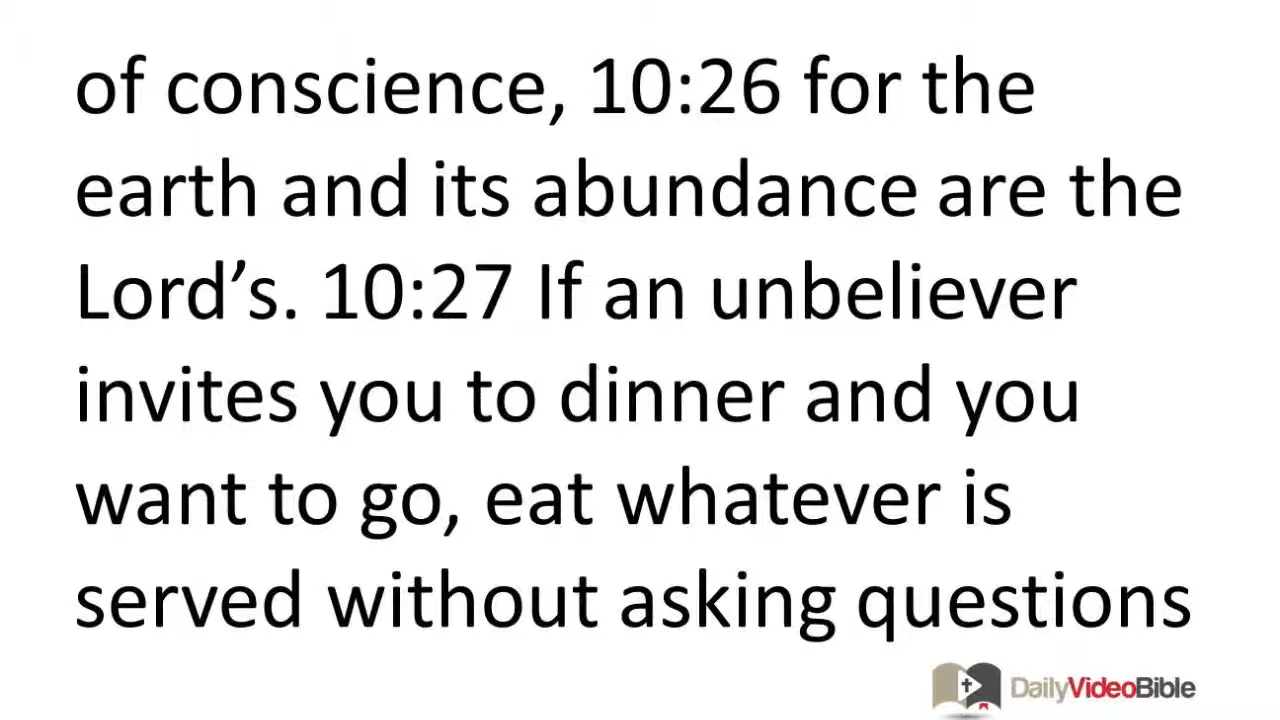 of conscience, 10:26 for the
earth and its abundance are the
Lord’s. 10:27 If an unbeliever
invites you to dinner and you
want to go, eat whatever is
served without asking questions
DailyVideoBible